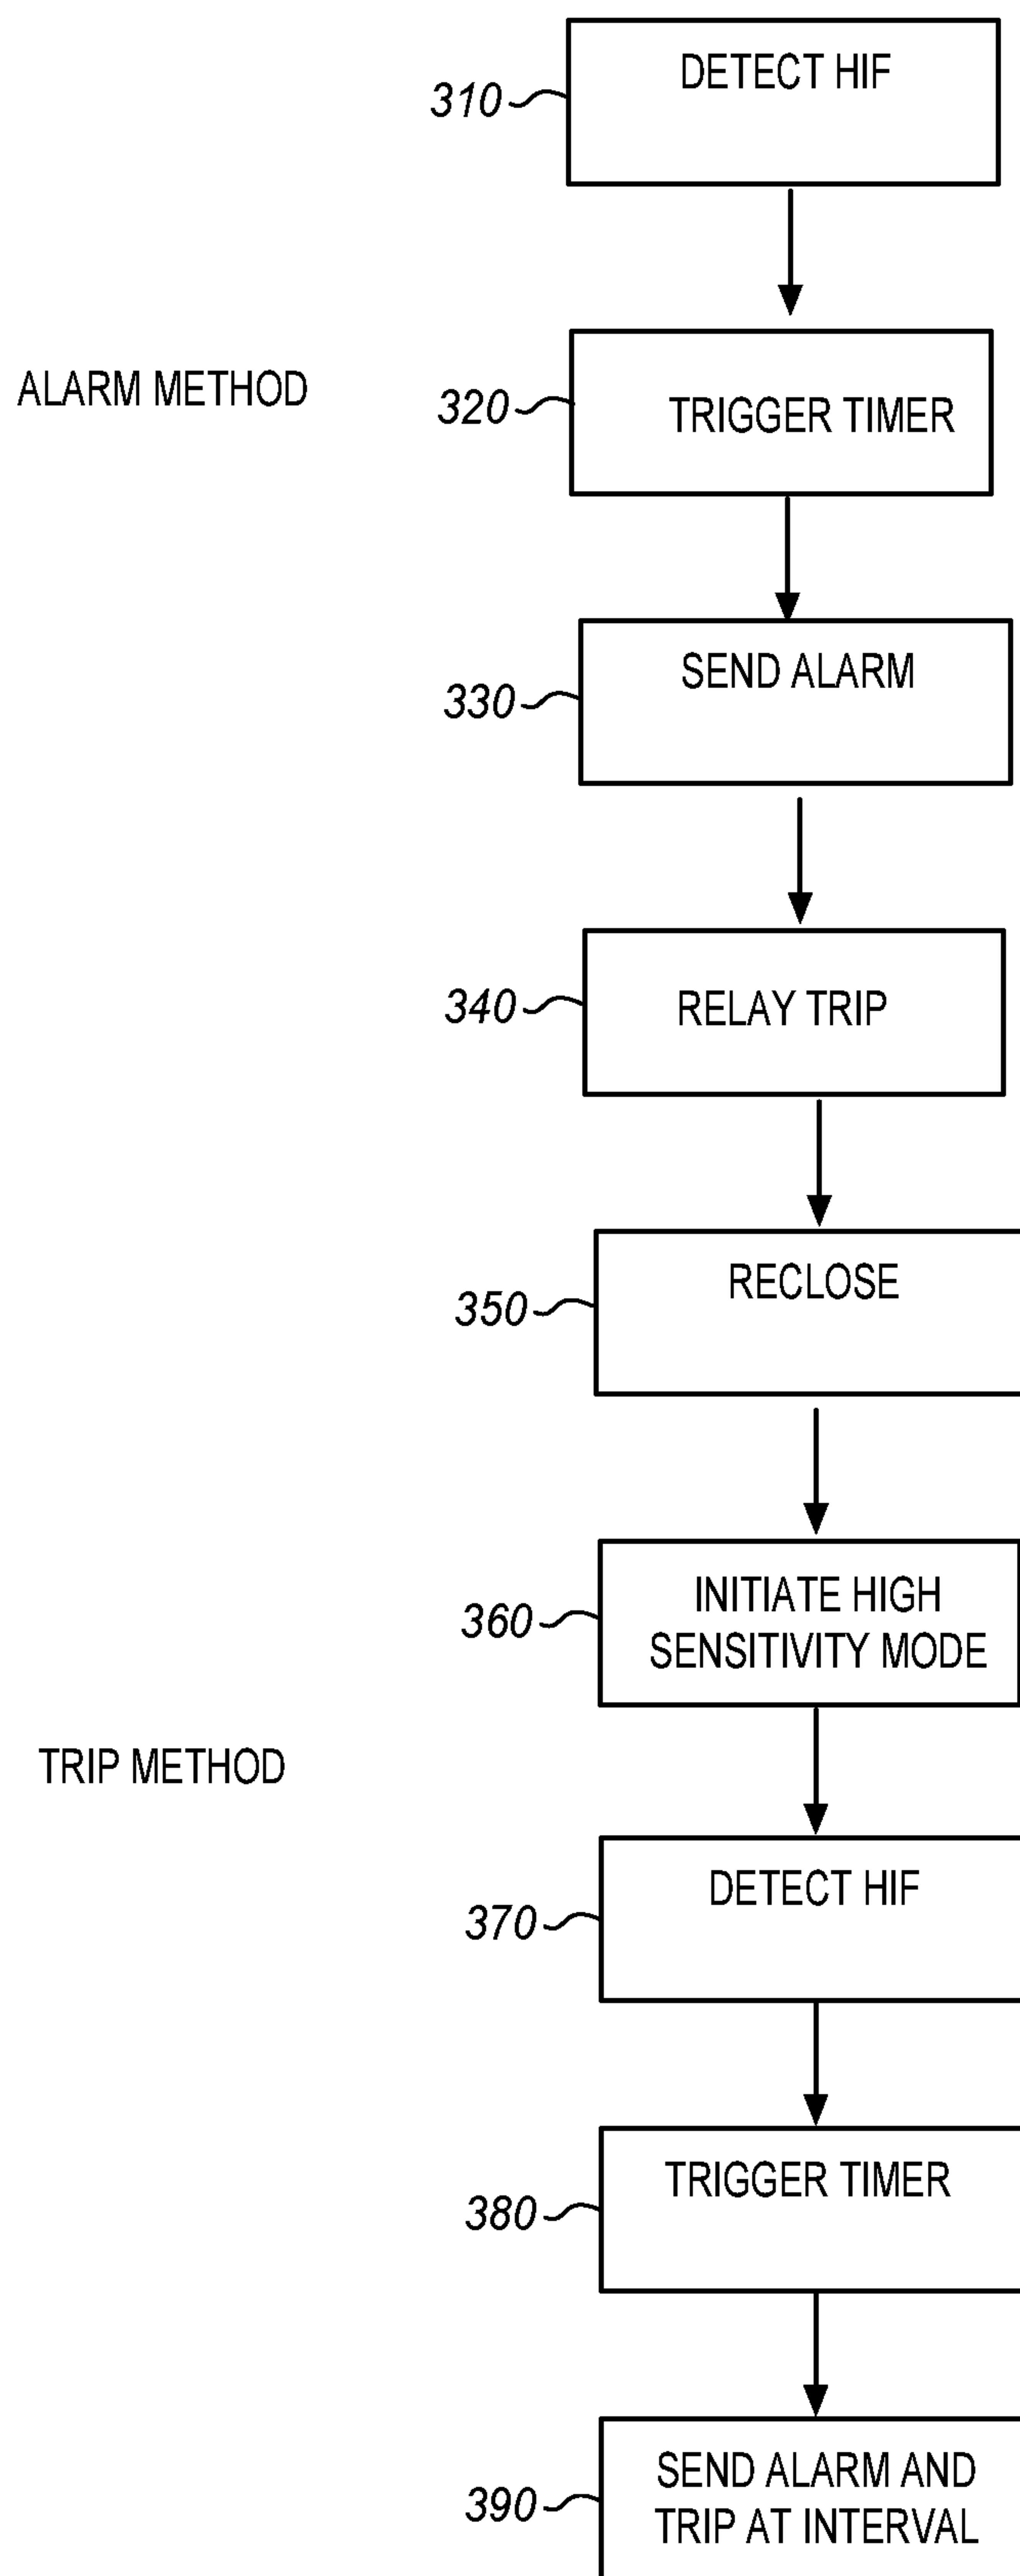 DETECT HIF
310
ALARM METHOD
320
TRIGGER TIMER
SEND ALARM
330
340
RELAY TRIP
RECLOSE
350
INITIATE HIGH
360
SENSITIVITY MODE
TRIP METHOD
DETECT HIF
370
TRIGGER TIMER
380
SEND ALARM AND
390
TRIP AT INTERVAL